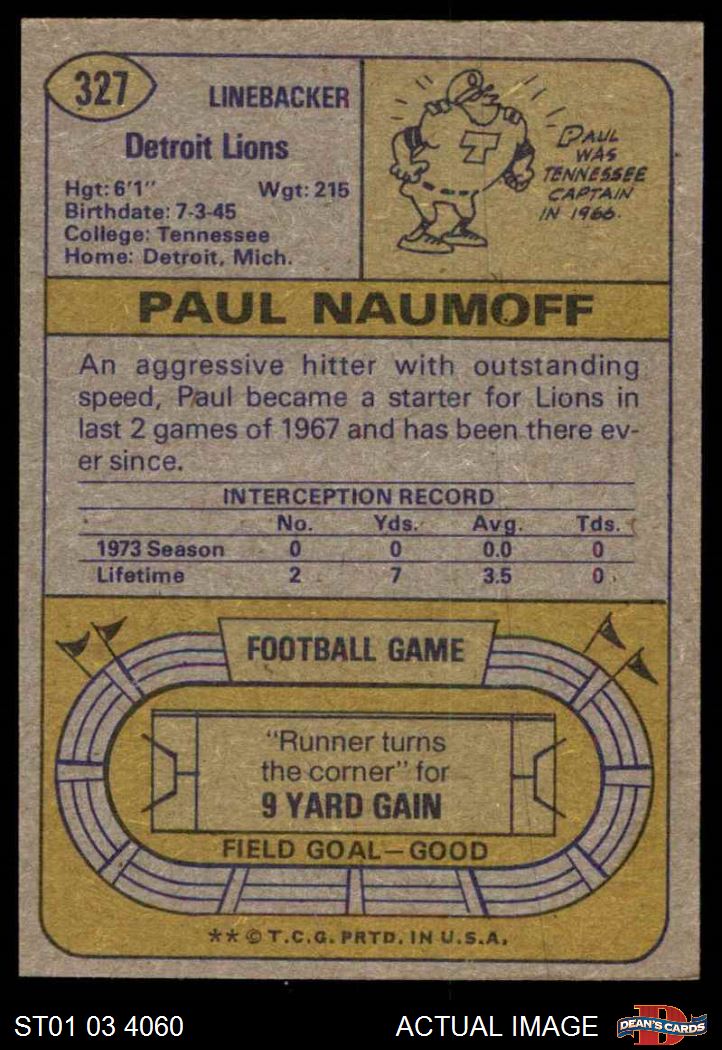 327
LINEBACKER
Detroit Lions
Hgt: 6'1" Wgt: 215
Birthdate: 7-3-45
College: Tennessee
Home: Detroit, Mich.
T
PAUL
WAS
TENNESSEE
CAPTAIN
IN 1966.
PAUL NAUMOFF
An aggressive hitter with outstanding
speed, Paul became a starter for Lions in
last 2 games of 1967 and has been there ev-
er since.
INTERCEPTION RECORD
No. Yds. Avg. Tds.
1973 Season 0 0 0.0 0
Lifetime 2 7 3.5 0
FOOTBALL GAME
"Runner turns
the corner" for
9 YARD GAIN
FIELD GOAL—GOOD
** © T.C.G. PRTD. IN U.S.A.
ST01 03 4060 ACTUAL IMAGE
D
DEAN'S CARDS